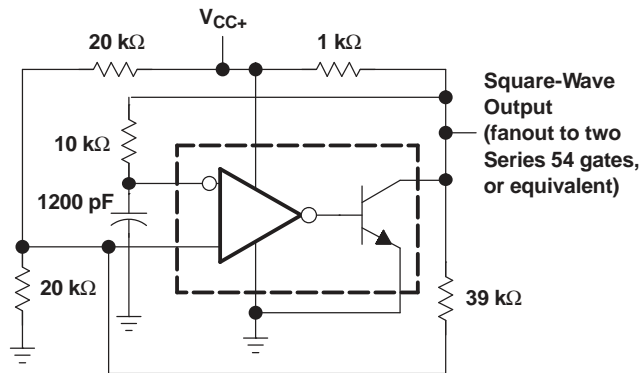 V_CC+
20 kΩ
1 kΩ
Square-Wave
Output
(fanout to two
Series 54 gates,
or equivalent)
10 kΩ
1200 pF
20 kΩ
39 kΩ